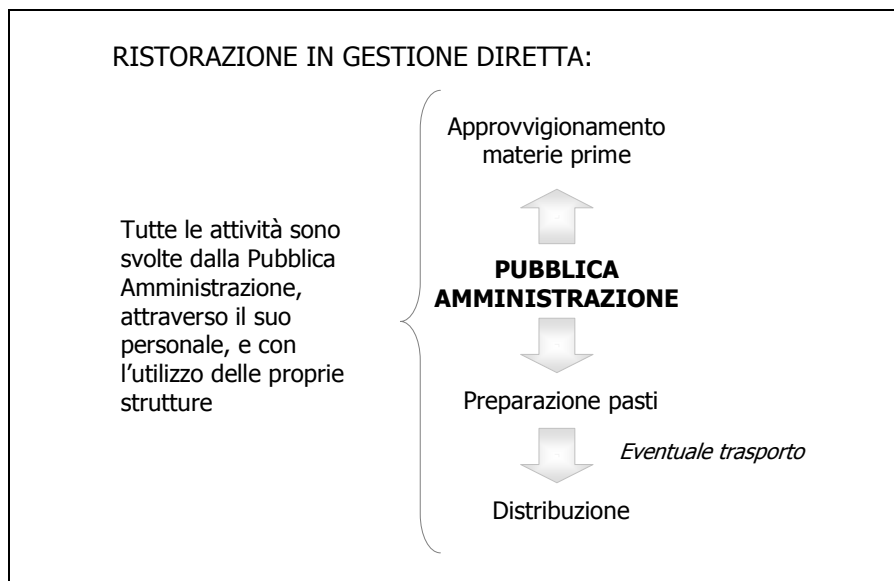 RISTORAZIONE IN GESTIONE DIRETTA:
Tutte le attività sono
svolte dalla Pubblica
Amministrazione,
attraverso il suo
personale, e con
l'utilizzo delle proprie
strutture
Approvvigionamento
materie prime
PUBBLICA
AMMINISTRAZIONE
Preparazione pasti
Eventuale trasporto
Distribuzione